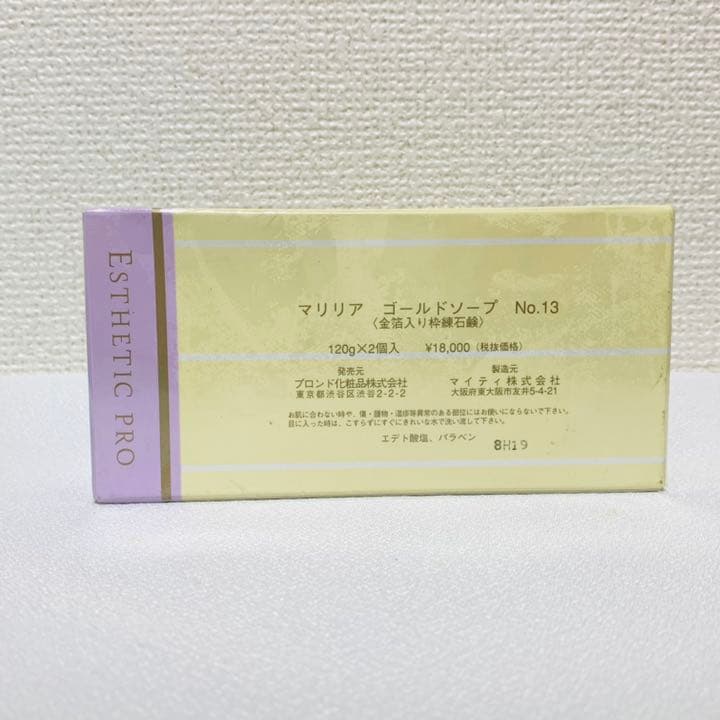 ESTHETIC PRO
マリリア ゴールドソープ No.13
〈金箔入り枠練石鹸〉
120g×2個入 ¥18,000（税抜価格）
発売元
ブロンド化粧品株式会社
東京都渋谷区渋谷2-2-2
製造元
マイティ株式会社
大阪府東大阪市友井5-4-21
お肌に合わない時や、傷・腫物・湿疹等異常のある部位にはお使いにならないで下さい。
目に入った時は、こすらずにすぐにきれいな水で洗い流して下さい。
エデト酸塩、パラベン
8H19